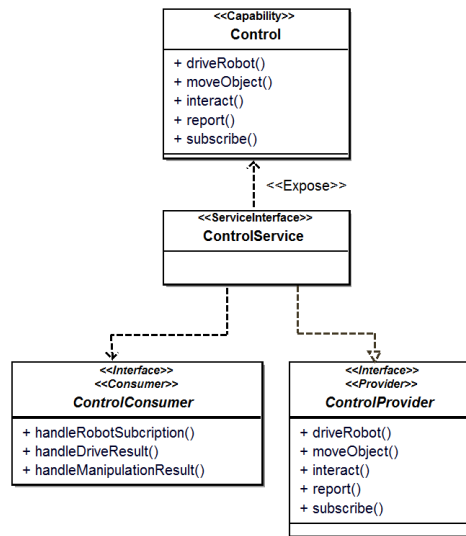 <<Capability>>
Control
+ driveRobot()
+ moveObject()
+ interact()
+ report()
+ subscribe()
<<Expose>>
<<ServiceInterface>>
ControlService
<<Interface>>
<<Consumer>>
ControlConsumer
+ handleRobotSubcription()
+ handleDriveResult()
+ handleManipulationResult()
<<Interface>>
<<Provider>>
ControlProvider
+ driveRobot()
+ moveObject()
+ interact()
+ report()
+ subscribe()